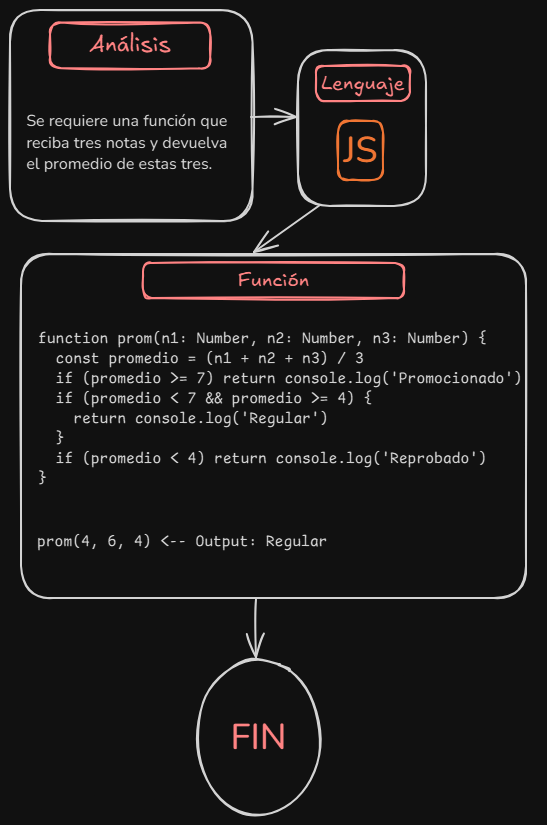 Análisis
Se requiere una función que
reciba tres notas y devuelva
el promedio de estas tres.
Lenguaje
JS
Función
function prom(n1: Number, n2: Number, n3: Number) {
  const promedio = (n1 + n2 + n3) / 3
  if (promedio >= 7) return console.log('Promocionado')
  if (promedio < 7 && promedio >= 4) {
    return console.log('Regular')
  }
  if (promedio < 4) return console.log('Reprobado')
}
prom(4, 6, 4) <-- Output: Regular
FIN